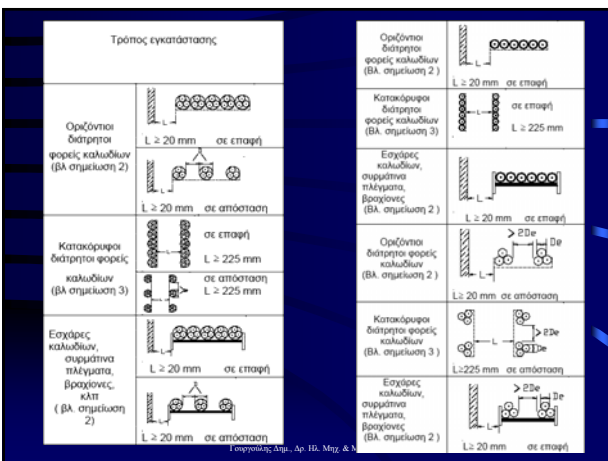 Τρόπος εγκατάστασης
Οριζόντιοι
διάτρητοι
φορείς καλωδίων
(βλ σημείωση 2)
L
L ≥ 20 mm σε επαφή
L
L ≥ 20 mm σε απόσταση
Κατακόρυφοι
διάτρητοι φορείς
καλωδίων
(βλ σημείωση 3)
L
σε επαφή
L ≥ 225 mm
σε απόσταση
L ≥ 225 mm
Εσχάρες
καλωδίων,
συρμάτινα
πλέγματα,
βραχίονες,
κλπ
( βλ. σημείωση
2)
L
L ≥ 20 mm σε επαφή
L
L ≥ 20 mm σε απόσταση
Οριζόντιοι
διάτρητοι
φορείς καλωδίων
(Βλ. σημείωση 2 )
L
L ≥ 20 mm σε επαφή
Κατακόρυφοι
διάτρητοι
φορείς καλωδίων
(Βλ. σημείωση 3)
L
σε επαφή
L ≥ 225 mm
Εσχάρες
καλωδίων,
συρμάτινα
πλέγματα,
βραχίονες
(Βλ. σημείωση 2 )
L
L ≥ 20 mm σε επαφή
Οριζόντιοι
διάτρητοι
φορείς καλωδίων
(Βλ. σημείωση 2 )
> 2De De
L
L≥ 20 mm σε απόσταση
Κατακόρυφοι
διάτρητοι
φορείς καλωδίων
(Βλ. σημείωση 3 )
L
> 2De
De
L≥225 mm σε απόσταση
Εσχάρες
καλωδίων,
συρμάτινα
πλέγματα,
βραχίονες
(Βλ. σημείωση 2 )
> 2De De
L
L≥ 20 mm σε απόσταση
Γουργούλης Δημ., Δρ. Ηλ. Μηχ. &